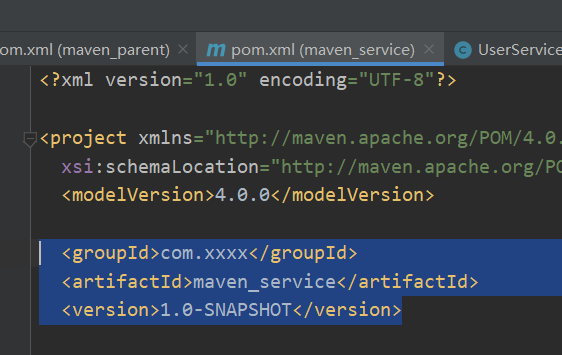 om.xml (maven_parent) × m pom.xml (maven_service) × C UserService
<?xml version="1.0" encoding="UTF-8"?>
<project xmlns="http://maven.apache.org/POM/4.0.
xsi:schemaLocation="http://maven.apache.org/PO
<modelVersion>4.0.0</modelVersion>
<groupId>com.xxxx</groupId>
<artifactId>maven_service</artifactId>
<version>1.0-SNAPSHOT</version>